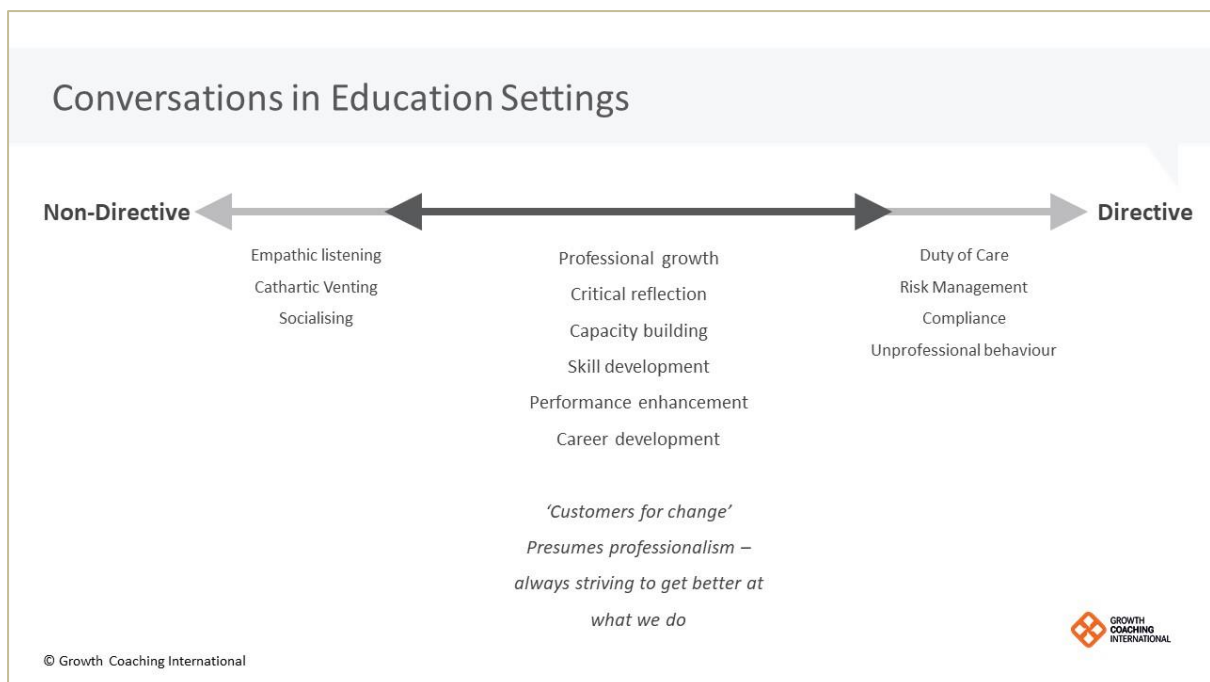 Conversations in Education Settings
Non-Directive
Directive
Empathic listening
Cathartic Venting
Socialising
Professional growth
Critical reflection
Capacity building
Skill development
Performance enhancement
Career development
Duty of Care
Risk Management
Compliance
Unprofessional behaviour
‘Customers for change’
Presumes professionalism –
always striving to get better at
what we do
GROWTH
COACHING
INTERNATIONAL
© Growth Coaching International